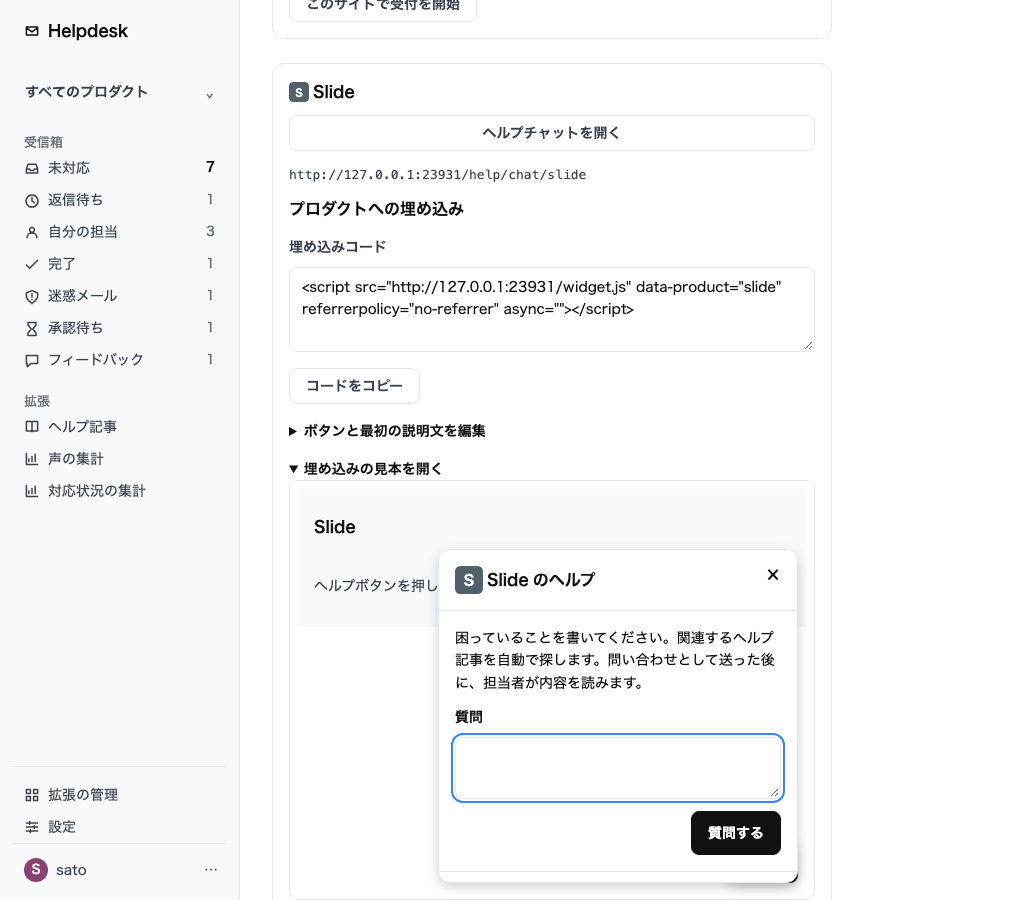 Helpdesk
すべてのプロダクト
受信箱
未対応 7
返信待ち 1
自分の担当 3
完了 1
迷惑メール 1
承認待ち 1
フィードバック 1
拡張
ヘルプ記事
声の集計
対応状況の集計
拡張の管理
設定
S sato
このサイトで受付を開始
S Slide
ヘルプチャットを開く
http://127.0.0.1:23931/help/chat/slide
プロダクトへの埋め込み
埋め込みコード
<script src="http://127.0.0.1:23931/widget.js" data-product="slide"
referrerpolicy="no-referrer" async=""></script>
コードをコピー
ボタンと最初の説明文を編集
埋め込みの見本を開く
Slide
ヘルプボタンを押し
S Slide のヘルプ
困っていることを書いてください。関連するヘルプ
記事を自動で探します。問い合わせとして送った後
に、担当者が内容を読みます。
質問
質問する